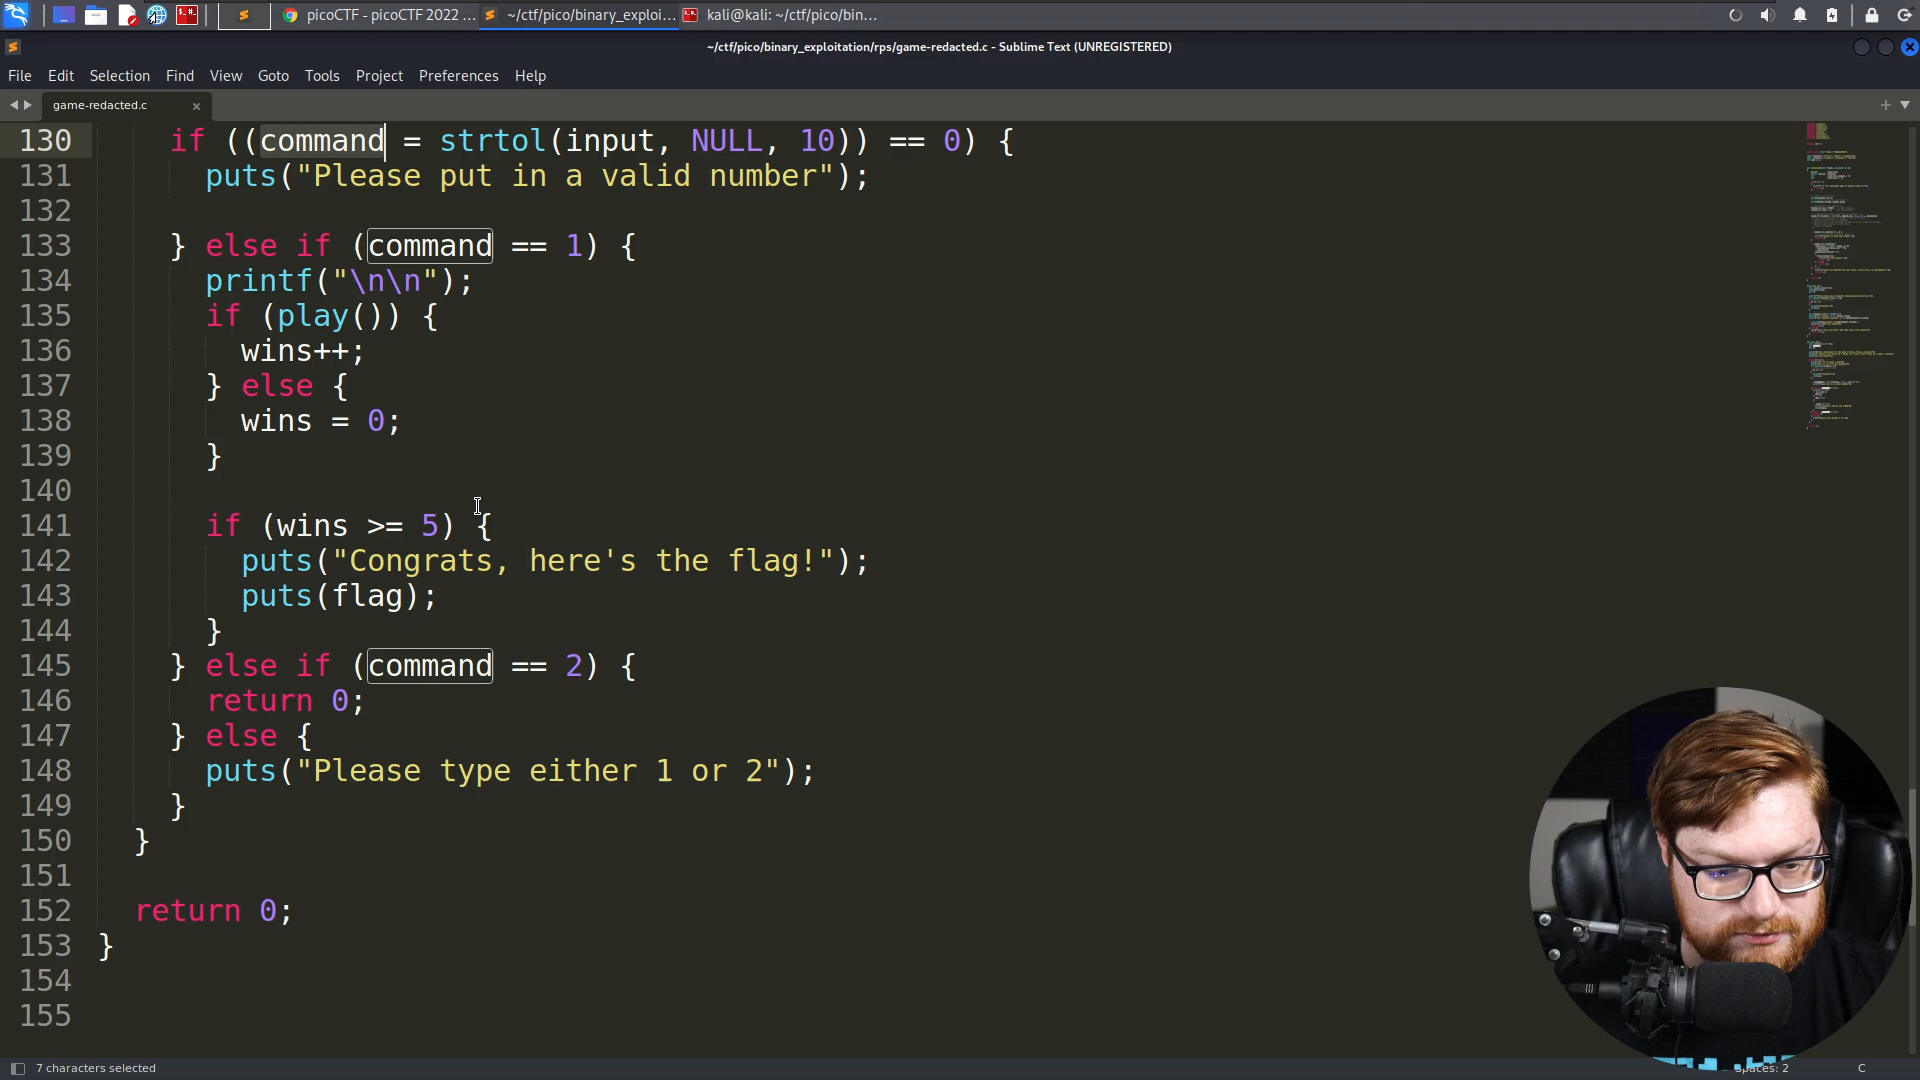 picoCTF - picoCTF 2022 ...
~/ctf/pico/binary_exploi...
kali@kali: ~/ctf/pico/bin...
~/ctf/pico/binary_exploitation/rps/game-redacted.c - Sublime Text (UNREGISTERED)
File Edit Selection Find View Goto Tools Project Preferences Help
game-redacted.c
130 if ((command = strtol(input, NULL, 10)) == 0) {
131 puts("Please put in a valid number");
132
133 } else if (command == 1) {
134 printf("\n\n");
135 if (play()) {
136 wins++;
137 } else {
138 wins = 0;
139 }
140
141 if (wins >= 5) {
142 puts("Congrats, here's the flag!");
143 puts(flag);
144 }
145 } else if (command == 2) {
146 return 0;
147 } else {
148 puts("Please type either 1 or 2");
149 }
150 }
151
152 return 0;
153 }
154
155
7 characters selected
Spaces: 2
C